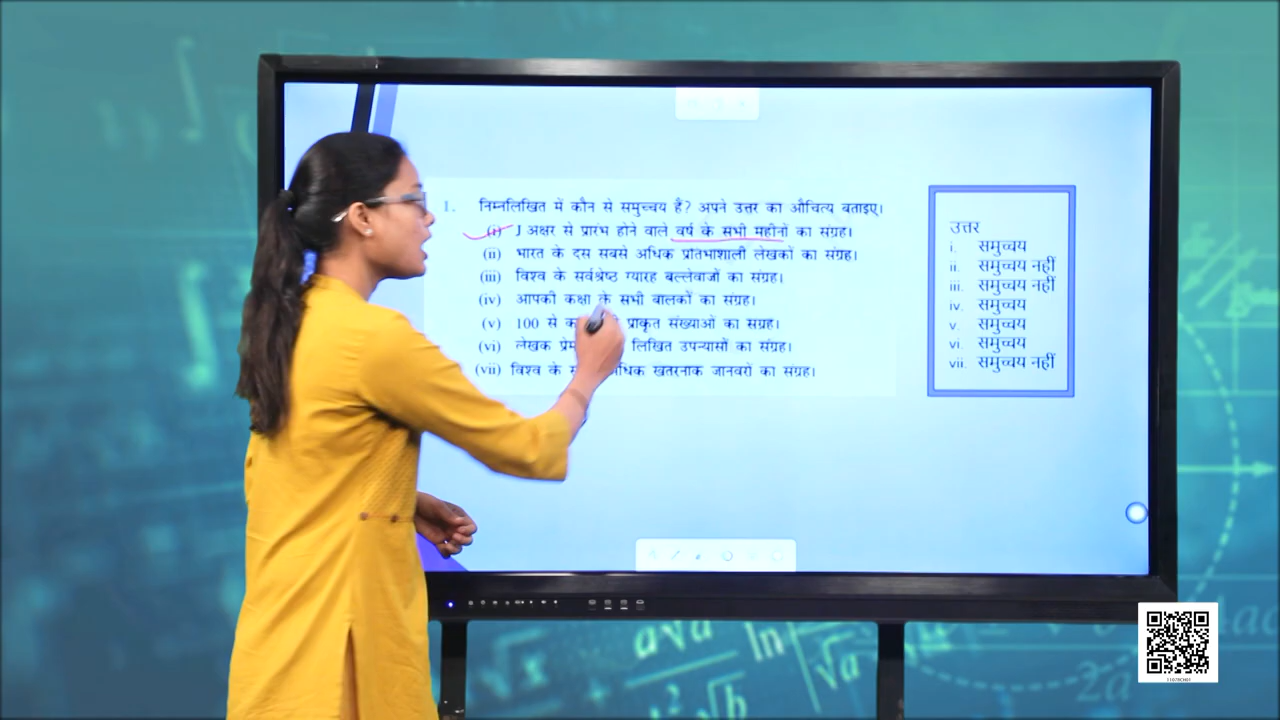 1. निम्नलिखित में कौन से समुच्चय हैं? अपने उत्तर का औचित्य बताइए।
(i) J अक्षर से प्रारंभ होने वाले वर्ष के सभी महीनों का संग्रह।
(ii) भारत के दस सबसे अधिक प्रतिभाशाली लेखकों का संग्रह।
(iii) विश्व के सर्वश्रेष्ठ ग्यारह बल्लेबाजों का संग्रह।
(iv) आपकी कक्षा के सभी बालकों का संग्रह।
(v) 100 से प्राकृत संख्याओं का संग्रह।
(vi) लेखक लिखित उपन्यासों का संग्रह।
(vii) विश्व के खतरनाक जानवरों का संग्रह।
उत्तर
i. समुच्चय
ii. समुच्चय नहीं
iii. समुच्चय नहीं
iv. समुच्चय
v. समुच्चय
vi. समुच्चय
vii. समुच्चय नहीं
a√a ln √a
√x + √b
2a
11078CH01